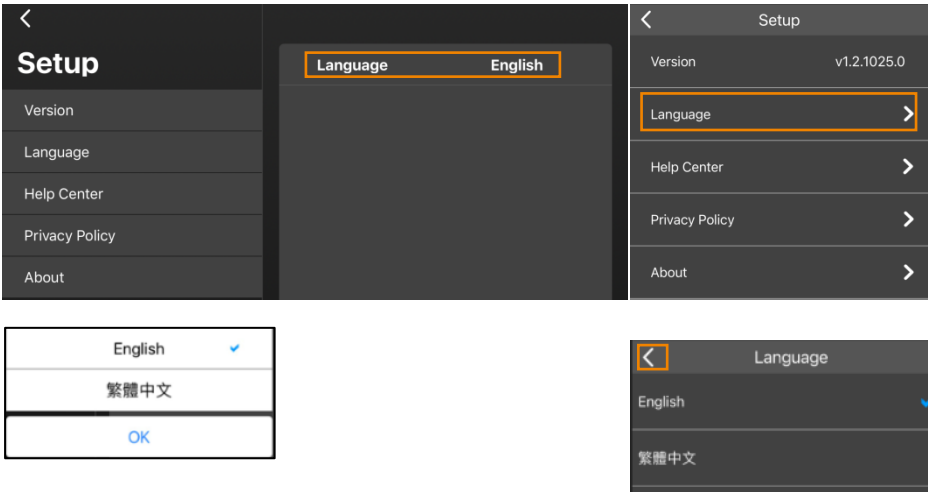 Setup
Version
Language
Help Center
Privacy Policy
About
Language English
Setup
Version v1.2.1025.0
Language
Help Center
Privacy Policy
About
English
繁體中文
OK
Language
English
繁體中文